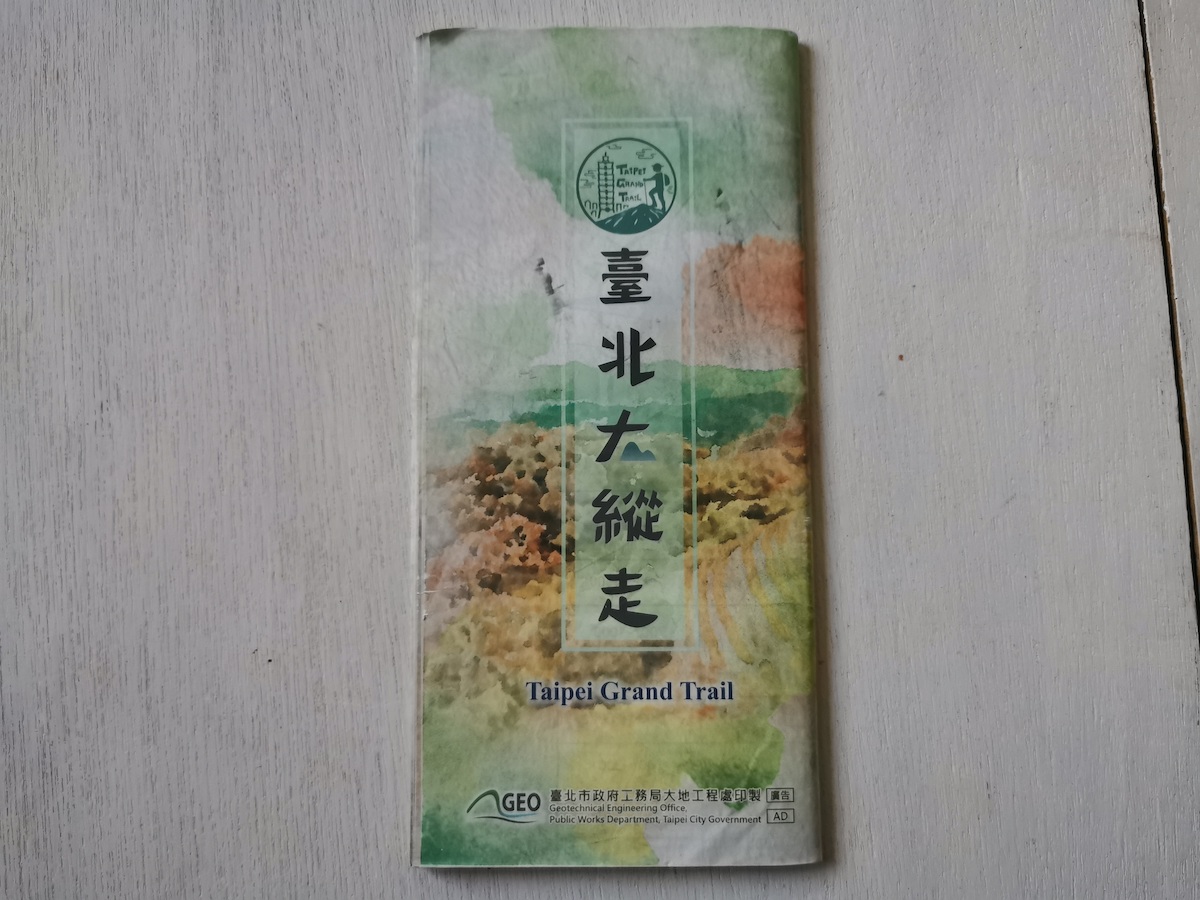 TAIPEI
GRAND
TRAIL
臺北大縱走
Taipei Grand Trail
GEO
臺北市政府工務局大地工程處印製 廣告
Geotechnical Engineering Office,
Public Works Department, Taipei City Government AD